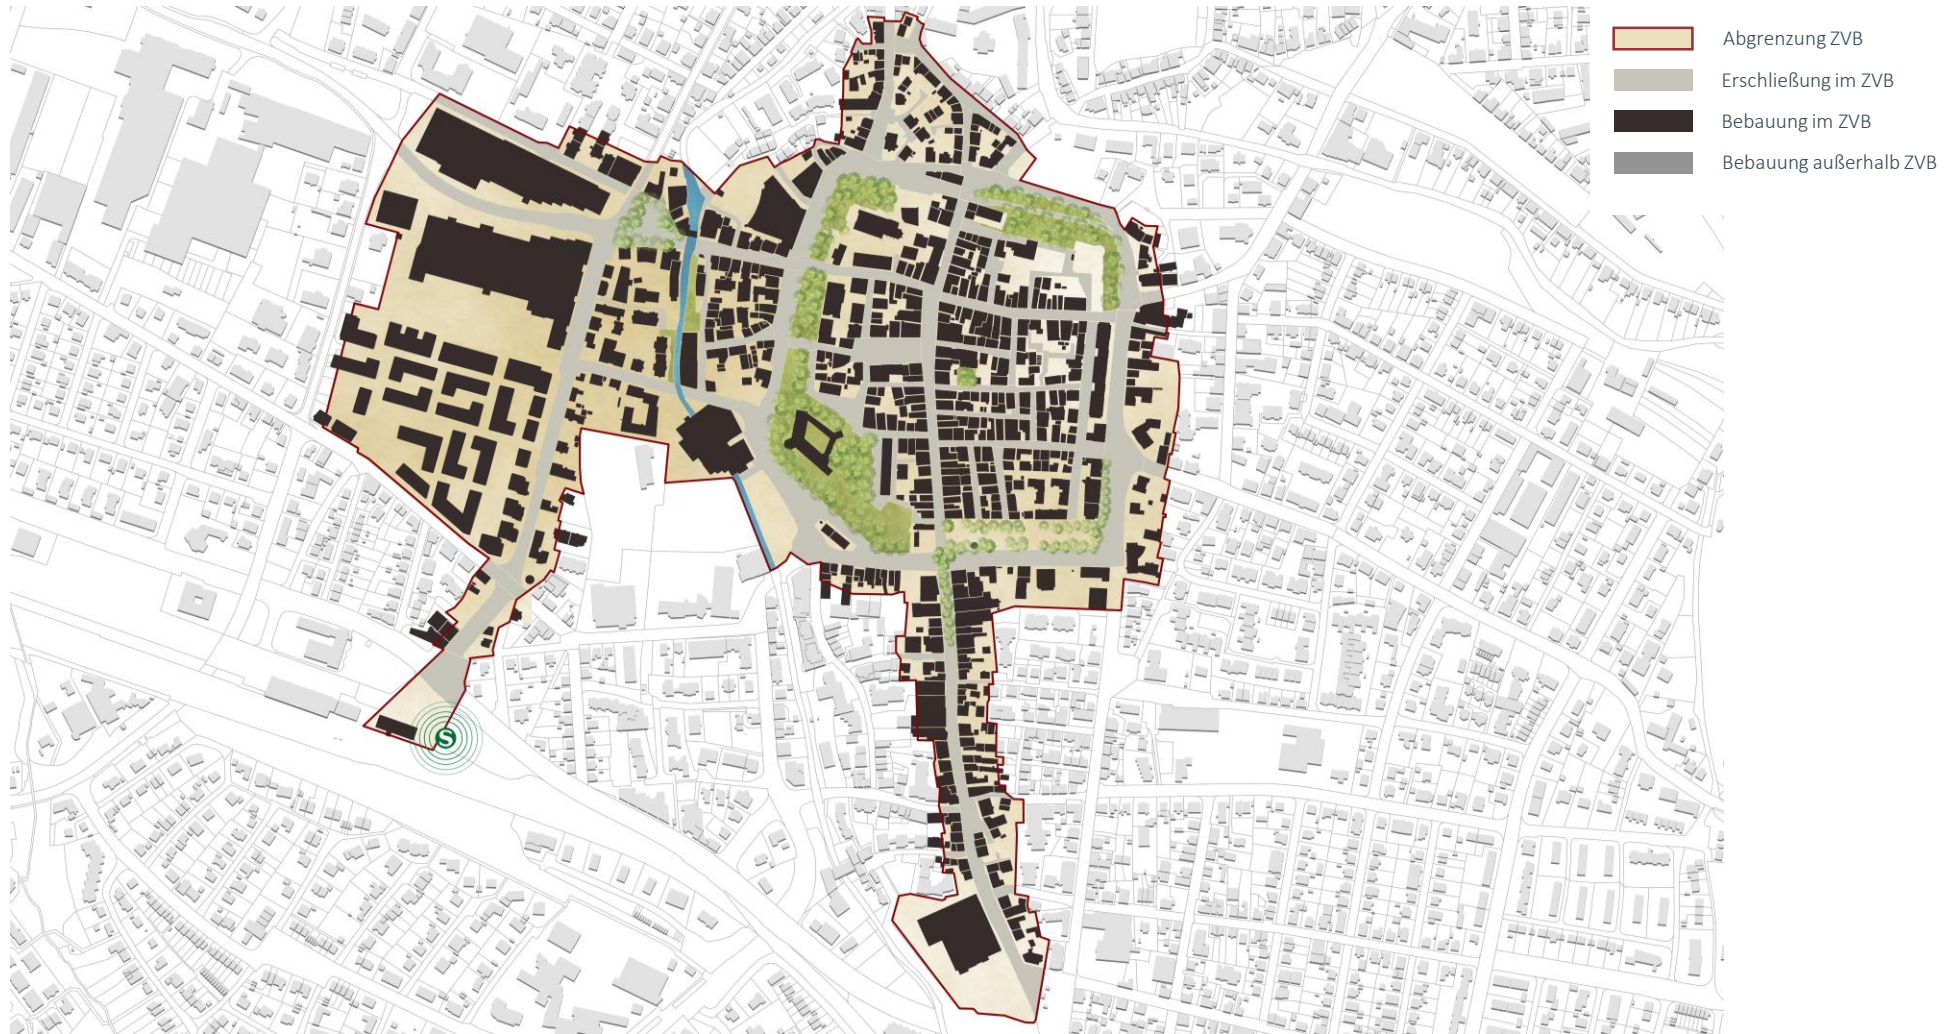 Abgrenzung ZVB
Erschließung im ZVB
Bebauung im ZVB
Bebauung außerhalb ZVB
S